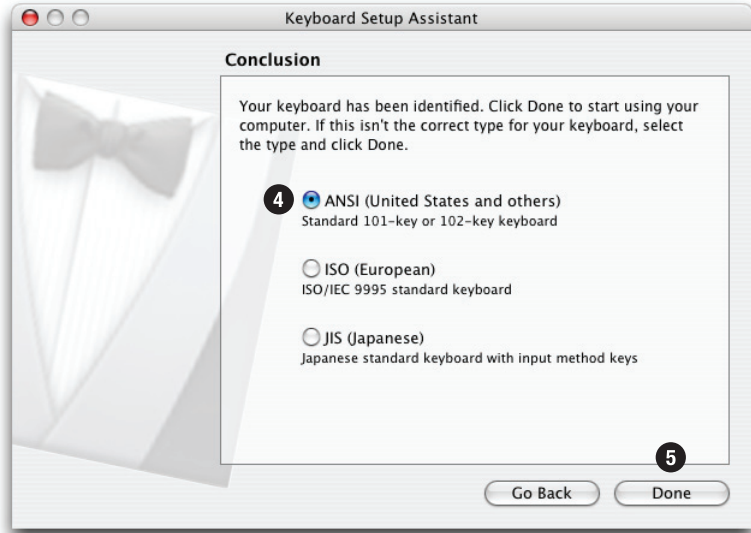 Keyboard Setup Assistant
Conclusion
Your keyboard has been identified. Click Done to start using your
computer. If this isn't the correct type for your keyboard, select
the type and click Done.
4 ANSI (United States and others)
Standard 101-key or 102-key keyboard
ISO (European)
ISO/IEC 9995 standard keyboard
JIS (Japanese)
Japanese standard keyboard with input method keys
5
Go Back Done